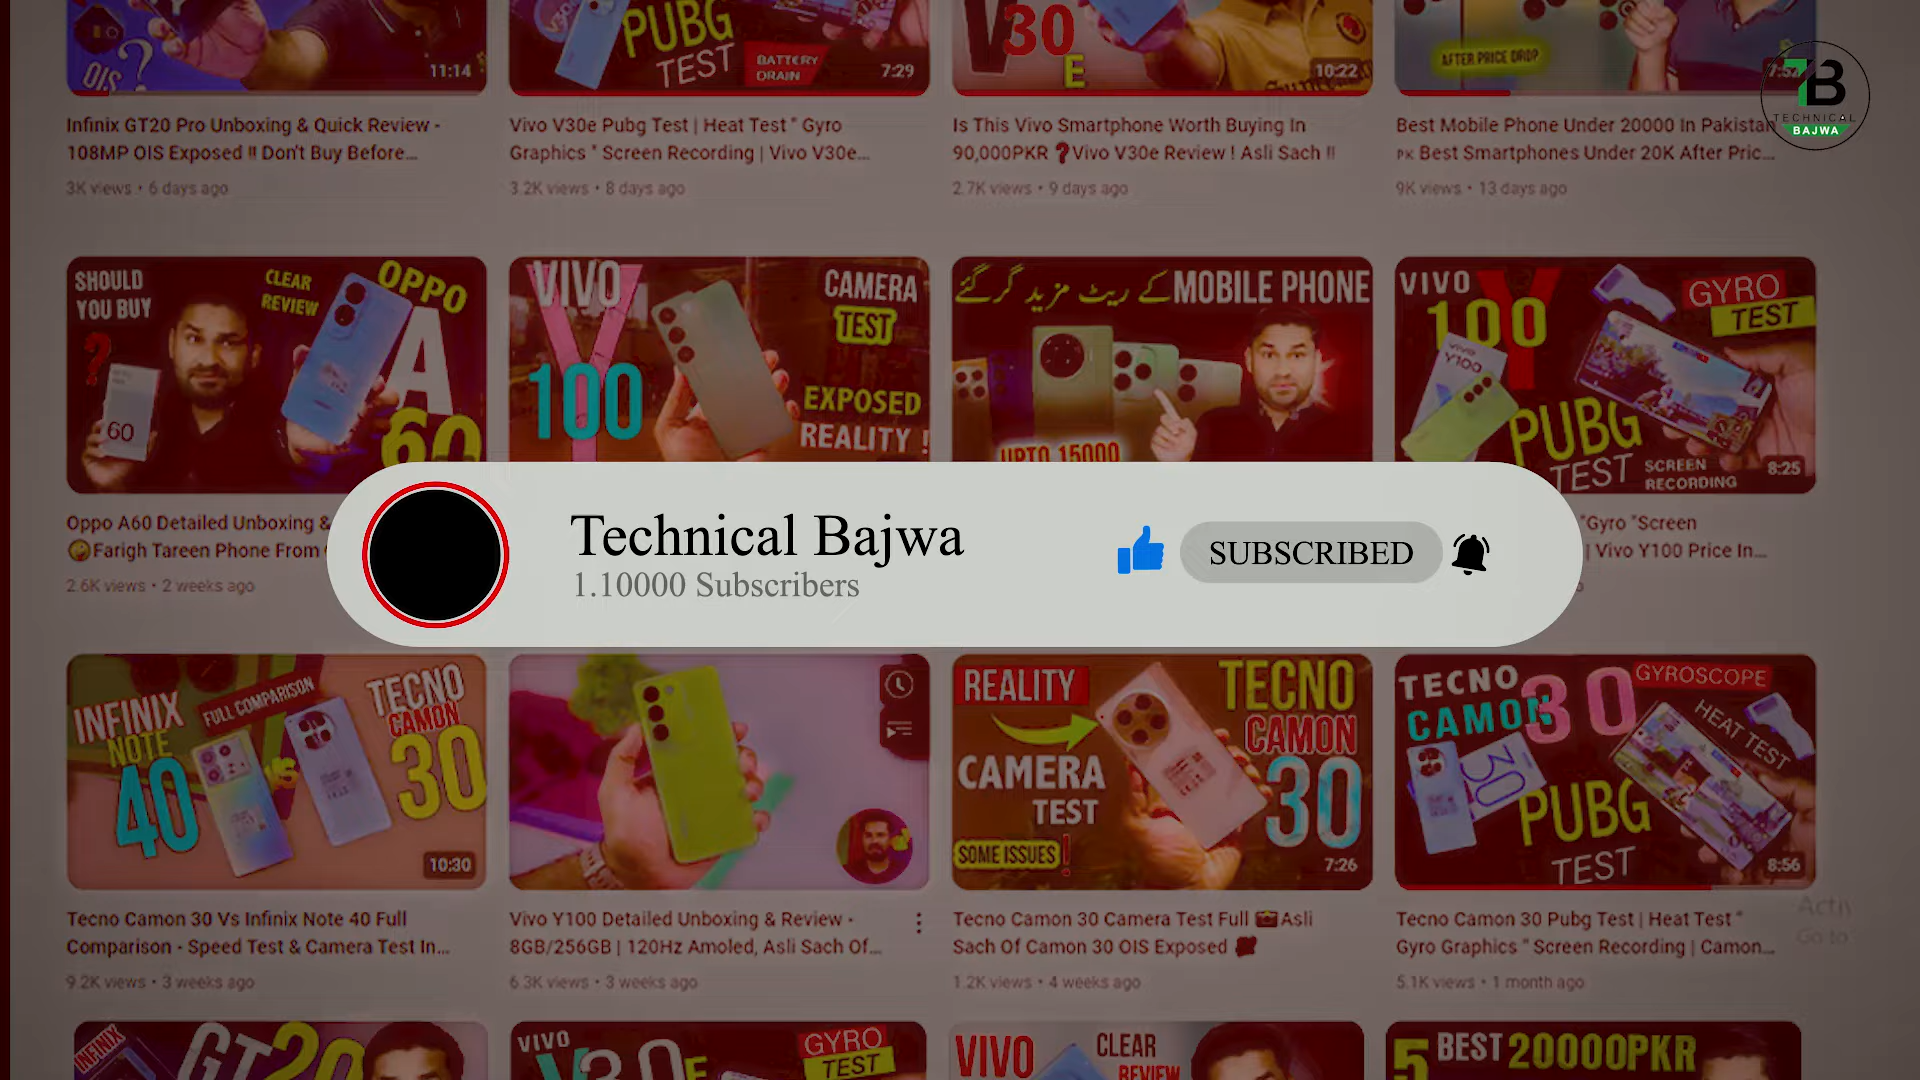 OIS ?
11:14
PUBG
TEST
BATTERY
DRAIN
7:29
V30
E
10:22
AFTER PRICE DROP
7:52
TB
TECHNICAL
BAJWA
Infinix GT20 Pro Unboxing & Quick Review -
108MP OIS Exposed !! Don't Buy Before...
3K views • 6 days ago
Vivo V30e Pubg Test | Heat Test " Gyro
Graphics " Screen Recording | Vivo V30e...
3.2K views • 8 days ago
Is This Vivo Smartphone Worth Buying In
90,000PKR ❓Vivo V30e Review ! Asli Sach !!
2.7K views • 9 days ago
Best Mobile Phone Under 20000 In Pakistan
PK Best Smartphones Under 20K After Pric...
9K views • 13 days ago
SHOULD
YOU BUY
?
CLEAR
REVIEW
OPPO
A
60
60
VIVO
Y
100
CAMERA
TEST
EXPOSED
REALITY !
MOBILE PHONE کے ریٹ مزید گر گئے
UPTO 15000
VIVO
Y
100
GYRO
TEST
vivo
Y100
PUBG
TEST
SCREEN
RECORDING
8:25
Oppo A60 Detailed Unboxing &
Farigh Tareen Phone From
2.6K views • 2 weeks ago
"Gyro "Screen
| Vivo Y100 Price In...
Technical Bajwa
1.10000 Subscribers
SUBSCRIBED
INFINIX
NOTE
40
FULL COMPARISON
VS
TECNO
CAMON
30
10:30
REALITY
CAMERA
TEST
SOME ISSUES !
TECNO
CAMON
30
7:26
TECNO
CAMON
30
GYROSCOPE
HEAT TEST
30
PUBG
TEST
8:56
Tecno Camon 30 Vs Infinix Note 40 Full
Comparison - Speed Test & Camera Test In...
9.2K views • 3 weeks ago
Vivo Y100 Detailed Unboxing & Review -
8GB/256GB | 120Hz Amoled, Asli Sach Of...
6.3K views • 3 weeks ago
Tecno Camon 30 Camera Test Full Asli
Sach Of Camon 30 OIS Exposed
1.2K views • 4 weeks ago
Tecno Camon 30 Pubg Test | Heat Test "
Gyro Graphics " Screen Recording | Camon...
5.1K views • 1 month ago
Activ
Go to
INFINIX
GT20
VIVO
V30E
GYRO
TEST
VIVO
CLEAR
REVIEW
5 BEST 20000PKR